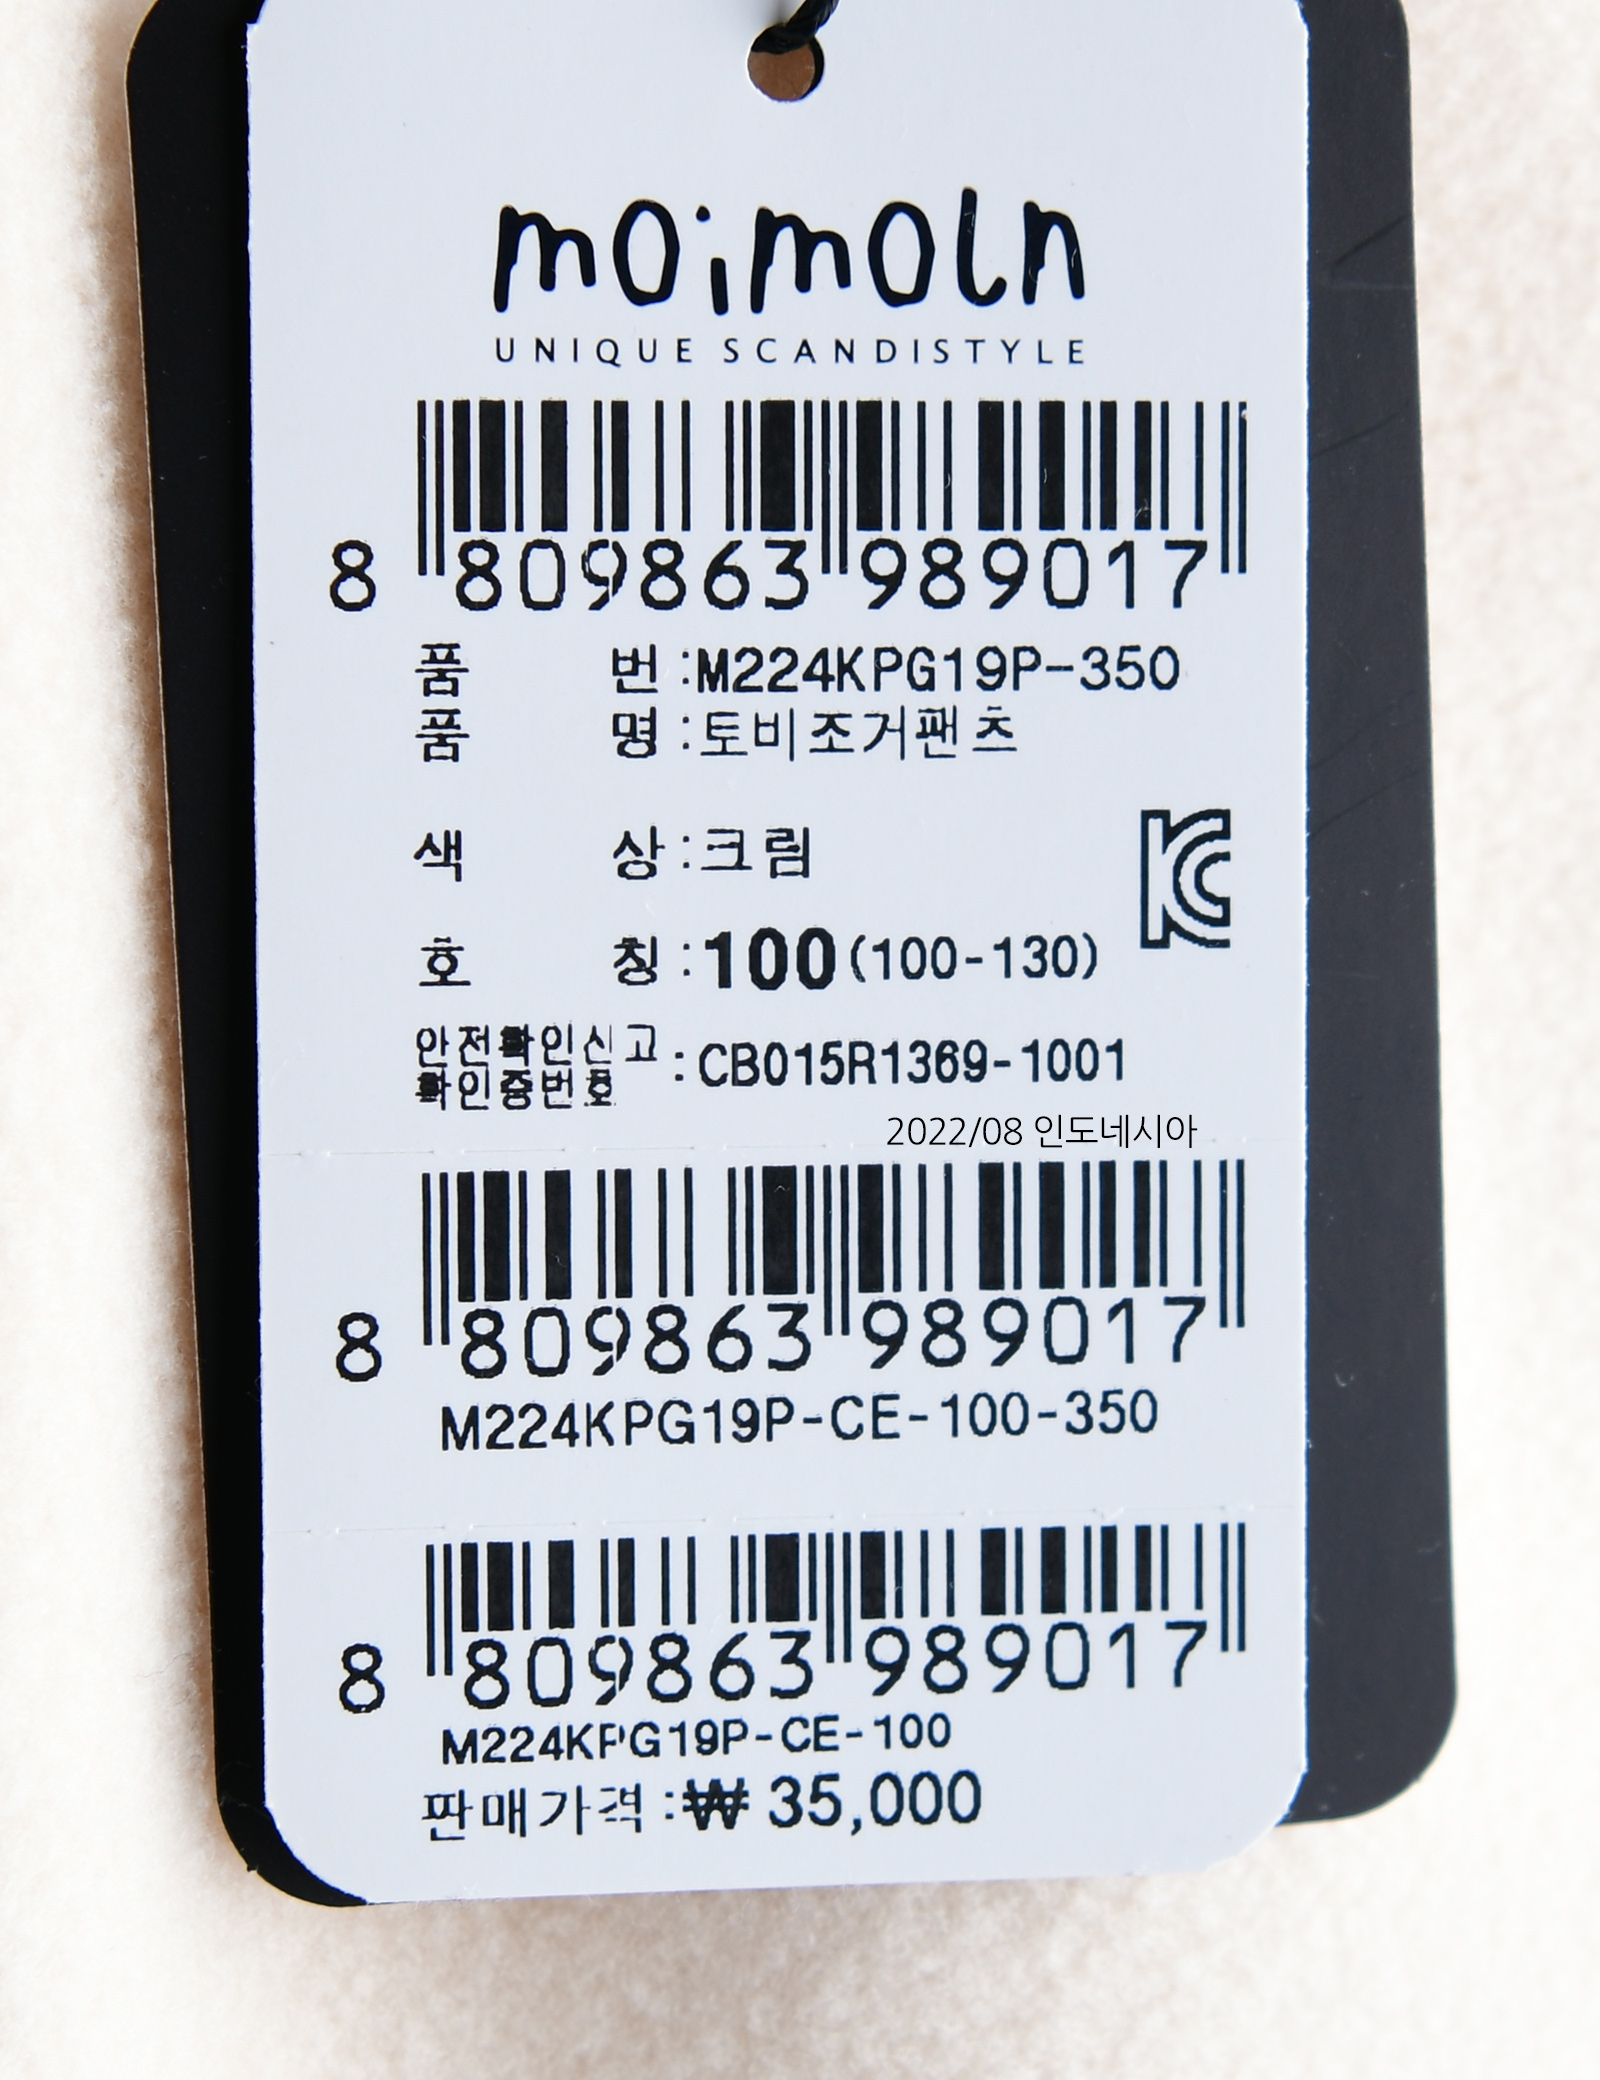 moimoln
UNIQUE SCANDISTYLE
8 809863 989017
품 번 : M224KPG19P-350
품 명 : 토비조거팬츠
색 상 : 크림
호 칭 : 100(100-130)
KC
안전확인신고
확인증번호 : CB015R1369-1001
2022/08 인도네시아
8 809863 989017
M224KPG19P-CE-100-350
8 809863 989017
M224KPG19P-CE-100
판매가격 : ₩ 35,000